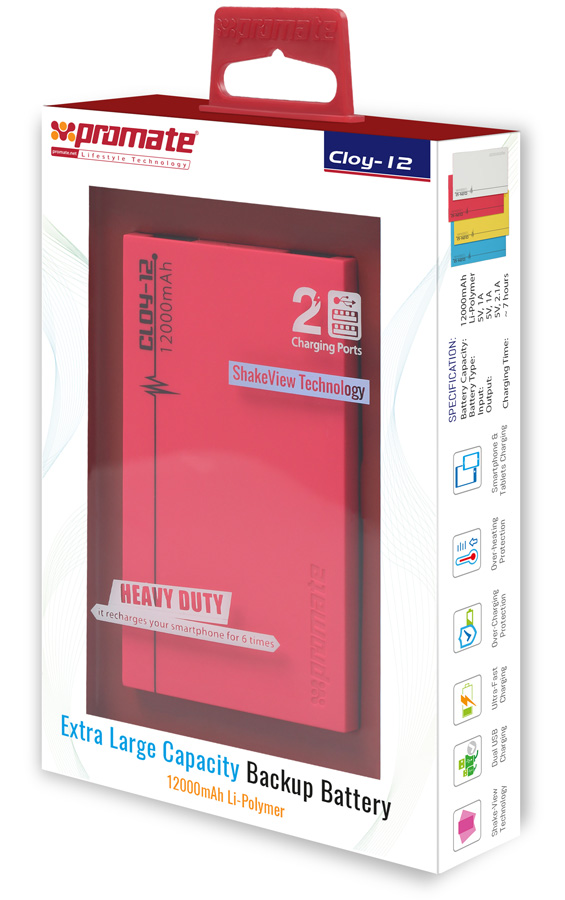 promate
promate
promate.net Lifestyle Technology
Cloy-12
CLOY-12
12000mAh
2
Charging Ports
ShakeView Technology
HEAVY DUTY
it recharges your smartphone for 6 times
promate
Extra Large Capacity Backup Battery
12000mAh Li-Polymer
SPECIFICATION:
Battery Capacity: 12000mAh
Battery Type: Li-Polymer
Input: 5V, 1A
Output: 5V, 1A
5V, 2.1A
Charging Time: ~ 7 hours
Smartphone &
Tablets Charging
Over-heating
Protection
Over-Charging
Protection
Ultra-Fast
Charging
Dual USB
Charging
Shake-View
Technology